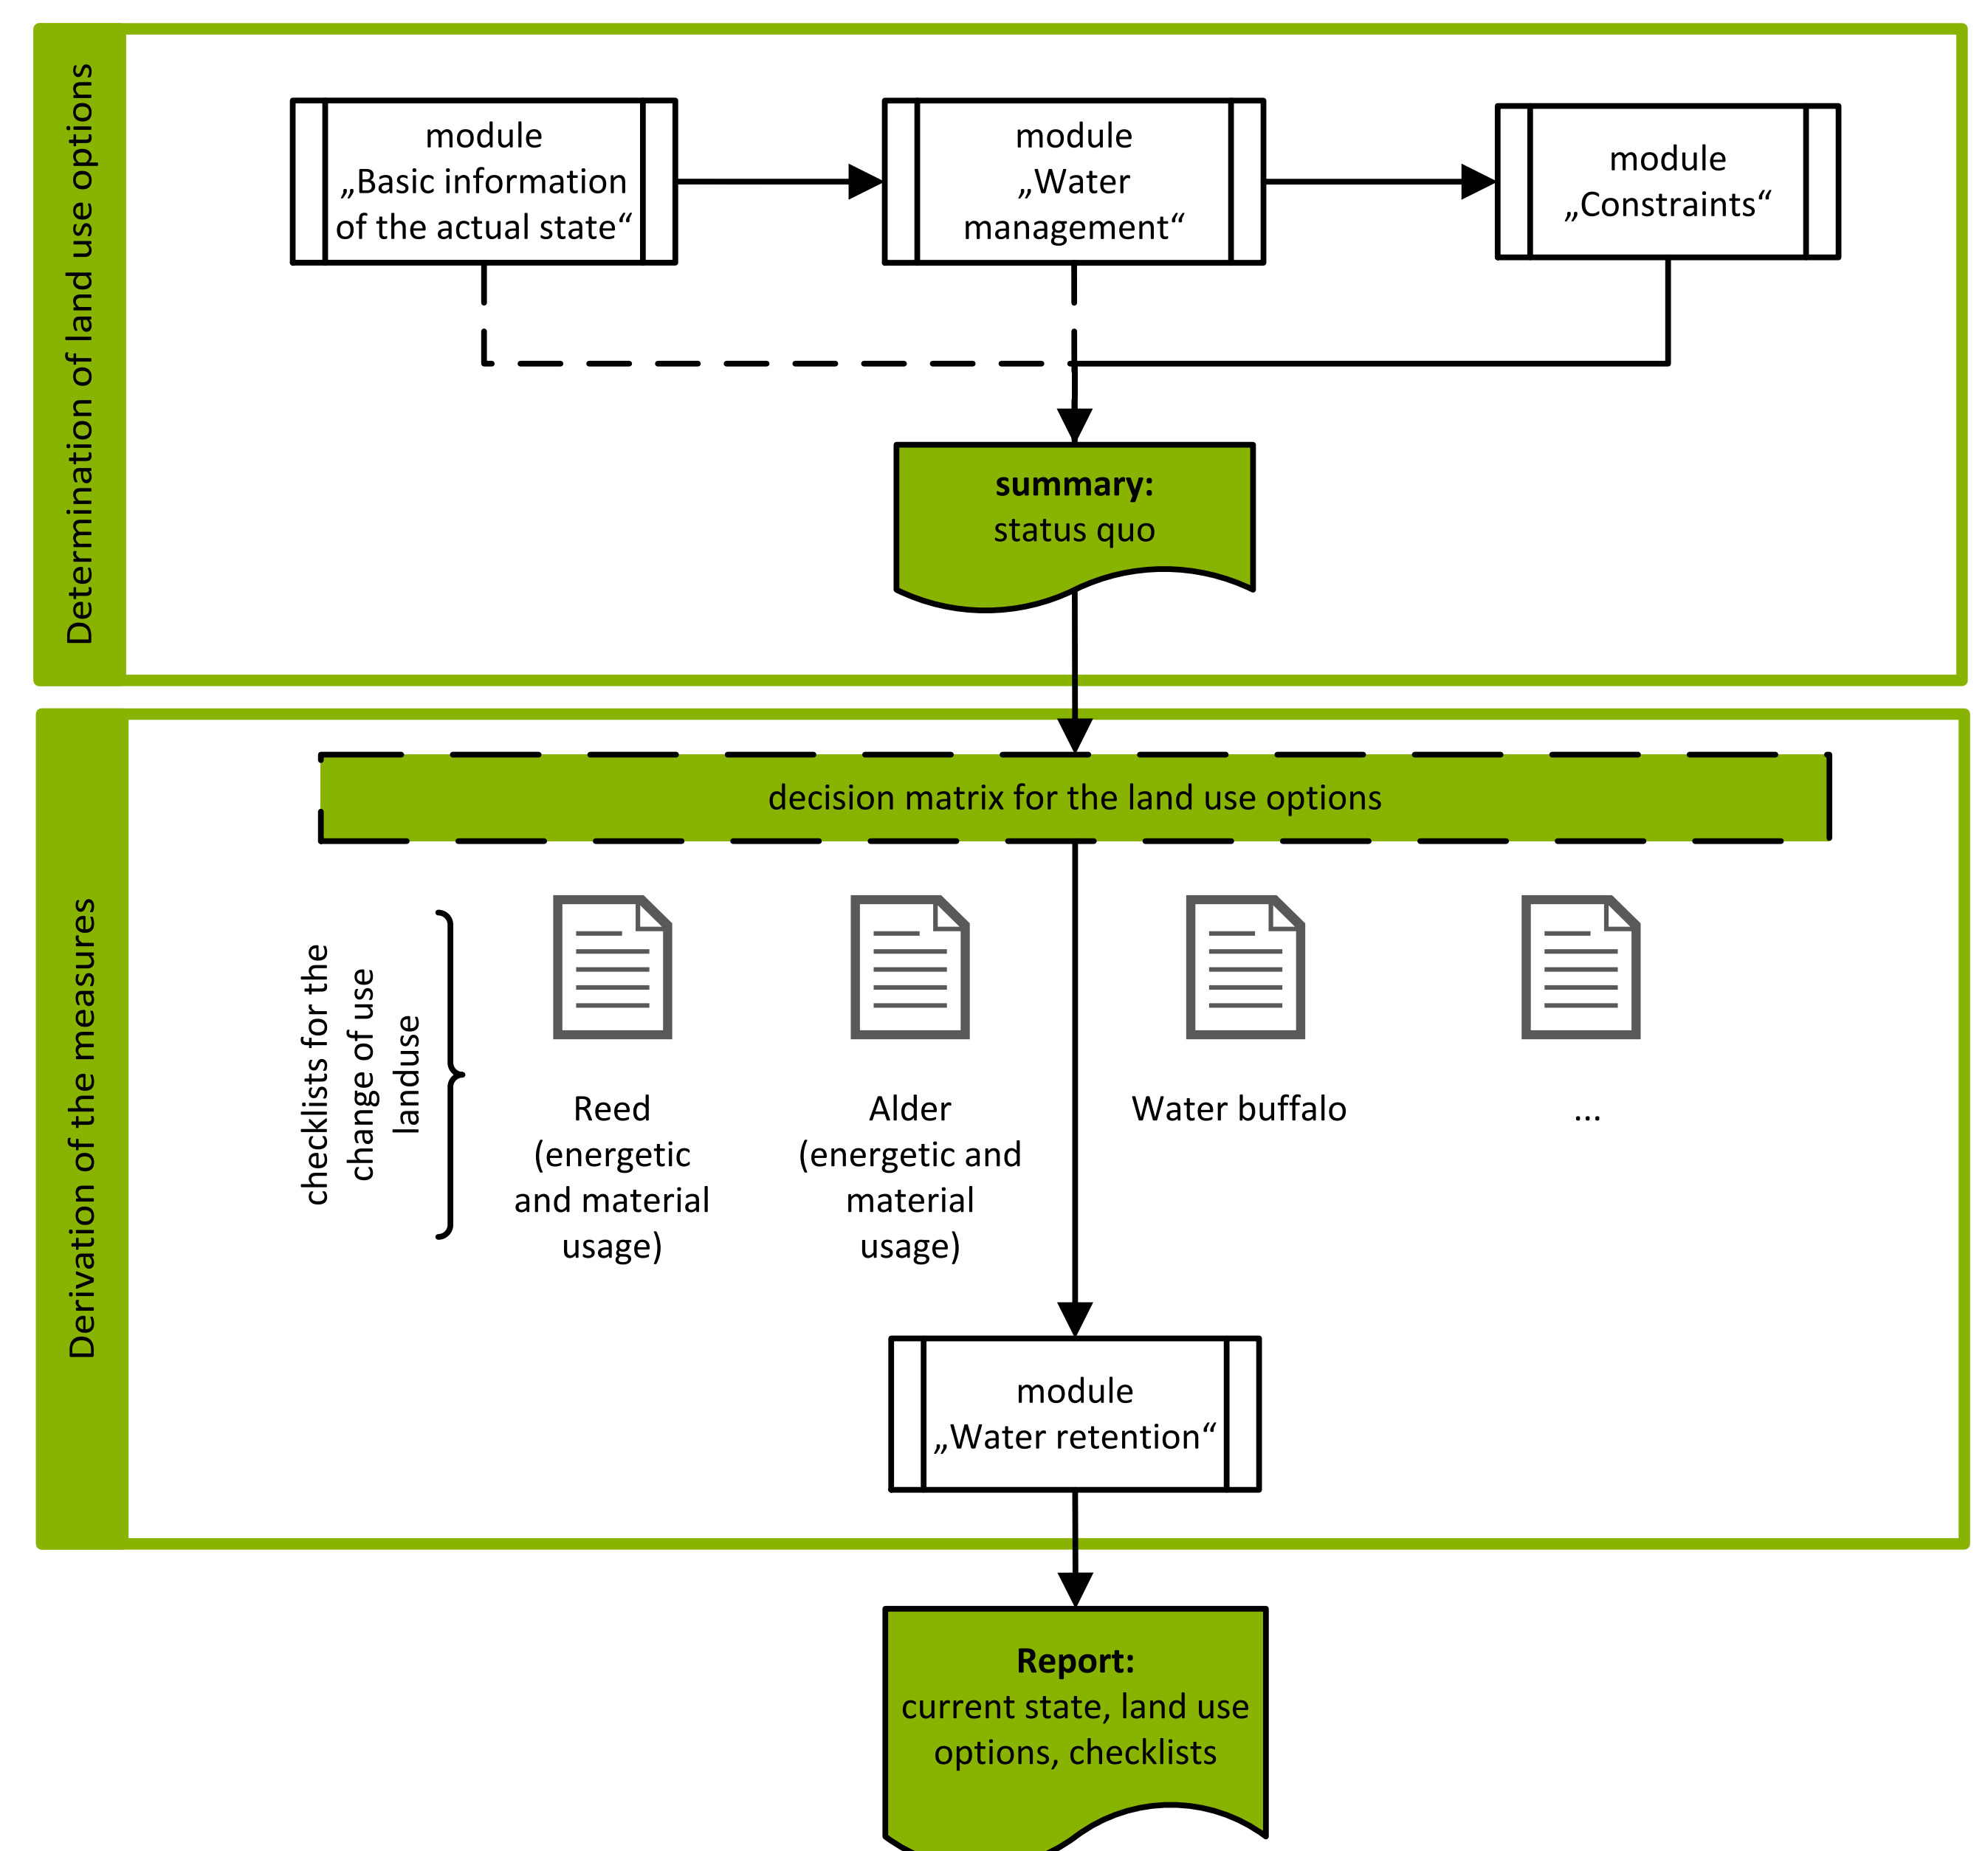 Determination of land use options
module
„Basic information
of the actual state“
module
„Water
management“
module
„Constraints“
summary:
status quo
Derivation of the measures
decision matrix for the land use options
checklists for the
change of use
landuse
Reed
(energetic
and material
usage)
Alder
(energetic and
material
usage)
Water buffalo
...
module
„Water retention“
Report:
current state, land use
options, checklists